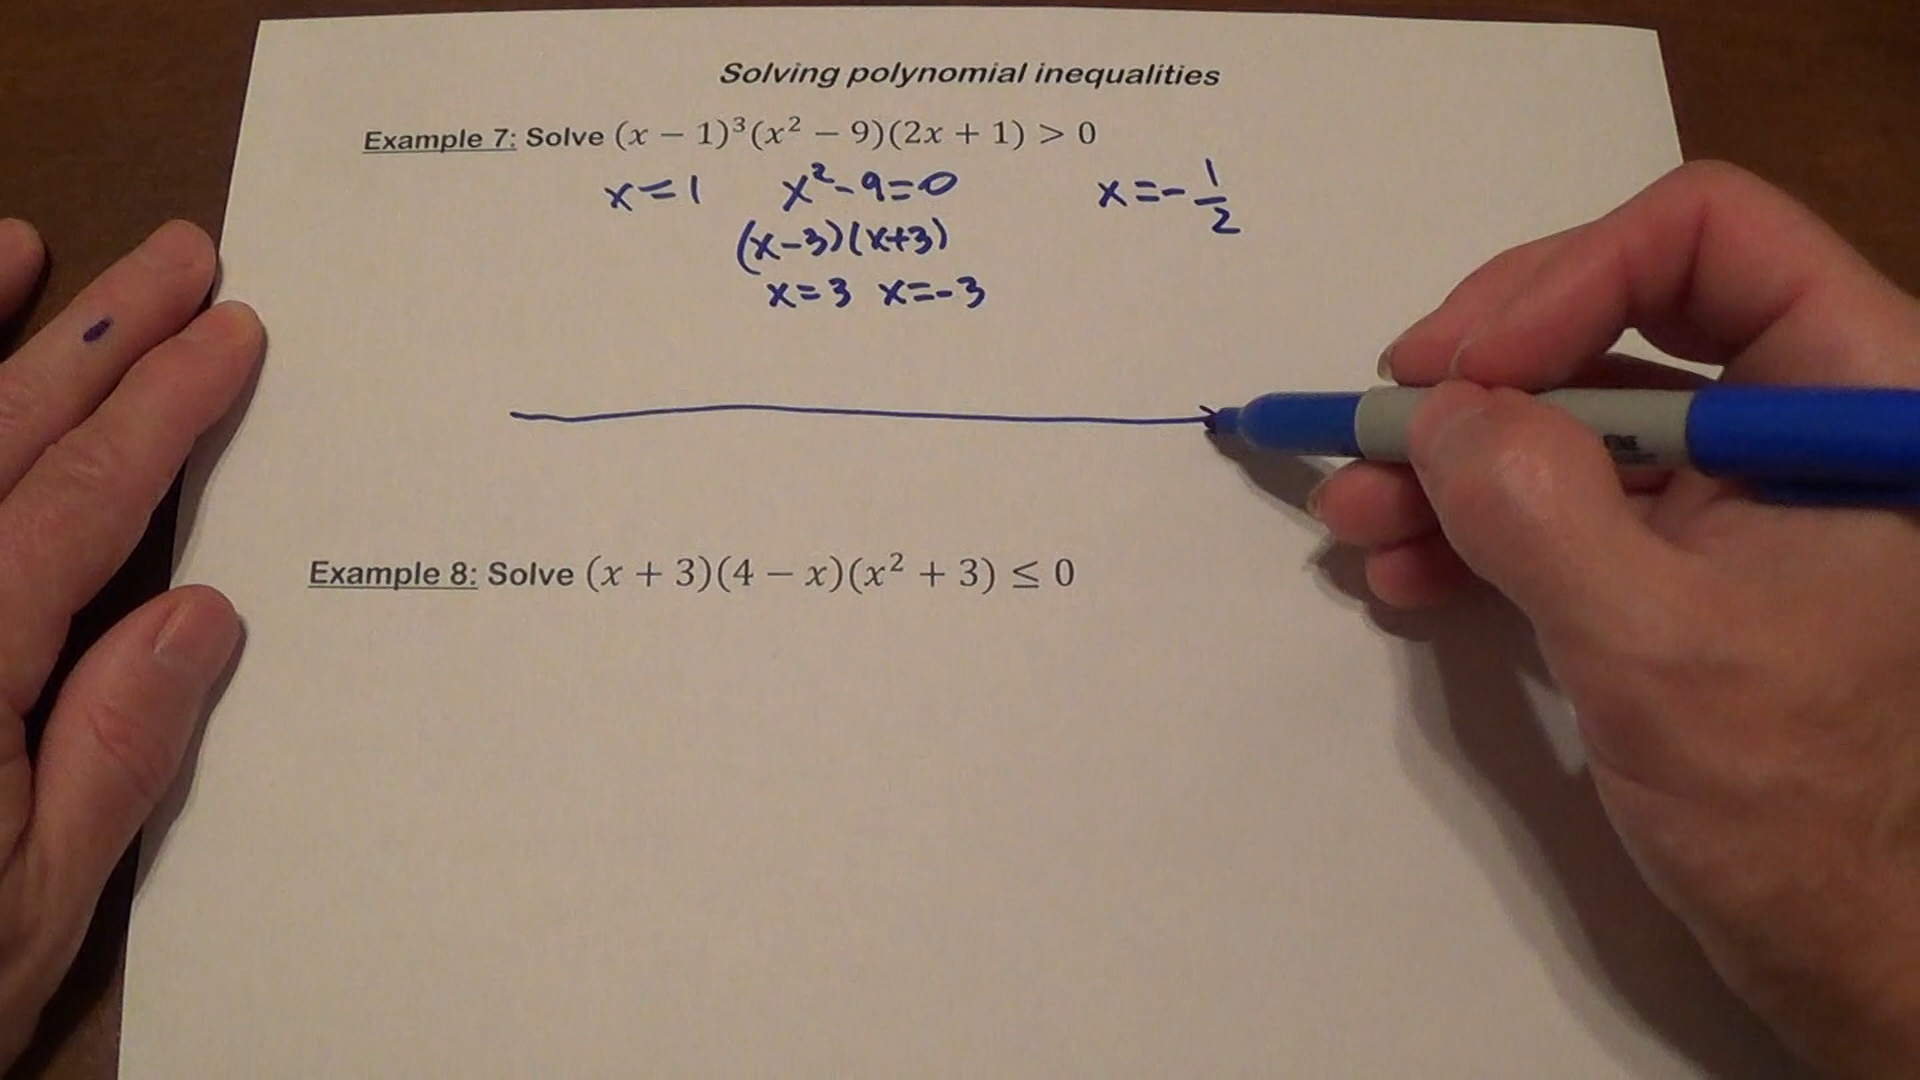 Solving polynomial inequalities
Example 7: Solve (x − 1)³(x² − 9)(2x + 1) > 0
x=1 x²-9=0 x=-1/2
(x-3)(x+3)
x=3 x=-3
Example 8: Solve (x + 3)(4 − x)(x² + 3) ≤ 0
FINE